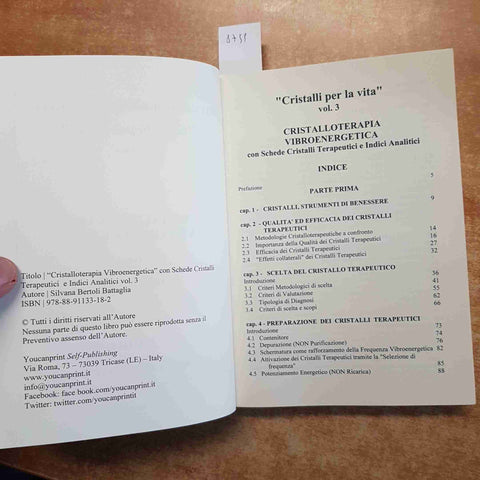 8751
Titolo | "Cristalloterapia Vibroenergetica" con Schede Cristalli
Terapeutici e Indici Analitici vol. 3
Autore | Silvana Bertoli Battaglia
ISBN | 978-88-91133-18-2
© Tutti i diritti riservati all'Autore
Nessuna parte di questo libro può essere riprodotta senza il
Preventivo assenso dell'Autore.
Youcanprint Self-Publishing
Via Roma, 73 – 73039 Tricase (LE) – Italy
www.youcanprint.it
info@youcanprint.it
Facebook: facebook.com/youcanprint.it
Twitter: twitter.com/youcanprintit
"Cristalli per la vita"
vol. 3
CRISTALLOTERAPIA
VIBROENERGETICA
con Schede Cristalli Terapeutici e Indici Analitici
INDICE
Prefazione 5
PARTE PRIMA
cap. 1 - CRISTALLI, STRUMENTI DI BENESSERE 9
cap. 2 - QUALITA' ED EFFICACIA DEI CRISTALLI
TERAPEUTICI
2.1 Metodologie Cristalloterapeutiche a confronto 14
2.2 Importanza della Qualità dei Cristalli Terapeutici 16
2.3 Efficacia dei Cristalli Terapeutici 27
2.4 "Effetti collaterali" dei Cristalli Terapeutici 32
cap. 3 - SCELTA DEL CRISTALLO TERAPEUTICO
Introduzione 36
3.1 Criteri Metodologici di scelta 41
3.2 Criteri di Valutazione 55
3.3 Tipologia di Diagnosi 62
3.4 Criteri di scelta e scopi 66
cap. 4 - PREPARAZIONE DEI CRISTALLI TERAPEUTICI
Introduzione 73
4.1 Contenitore 74
4.2 Depurazione (NON Purificazione) 76
4.3 Schermatura come rafforzamento della Frequenza Vibroenergetica 82
4.4 Attivazione dei Cristalli Terapeutici tramite la "Selezione di
frequenza" 85
4.5 Potenziamento Energetico (NON Ricarica) 88